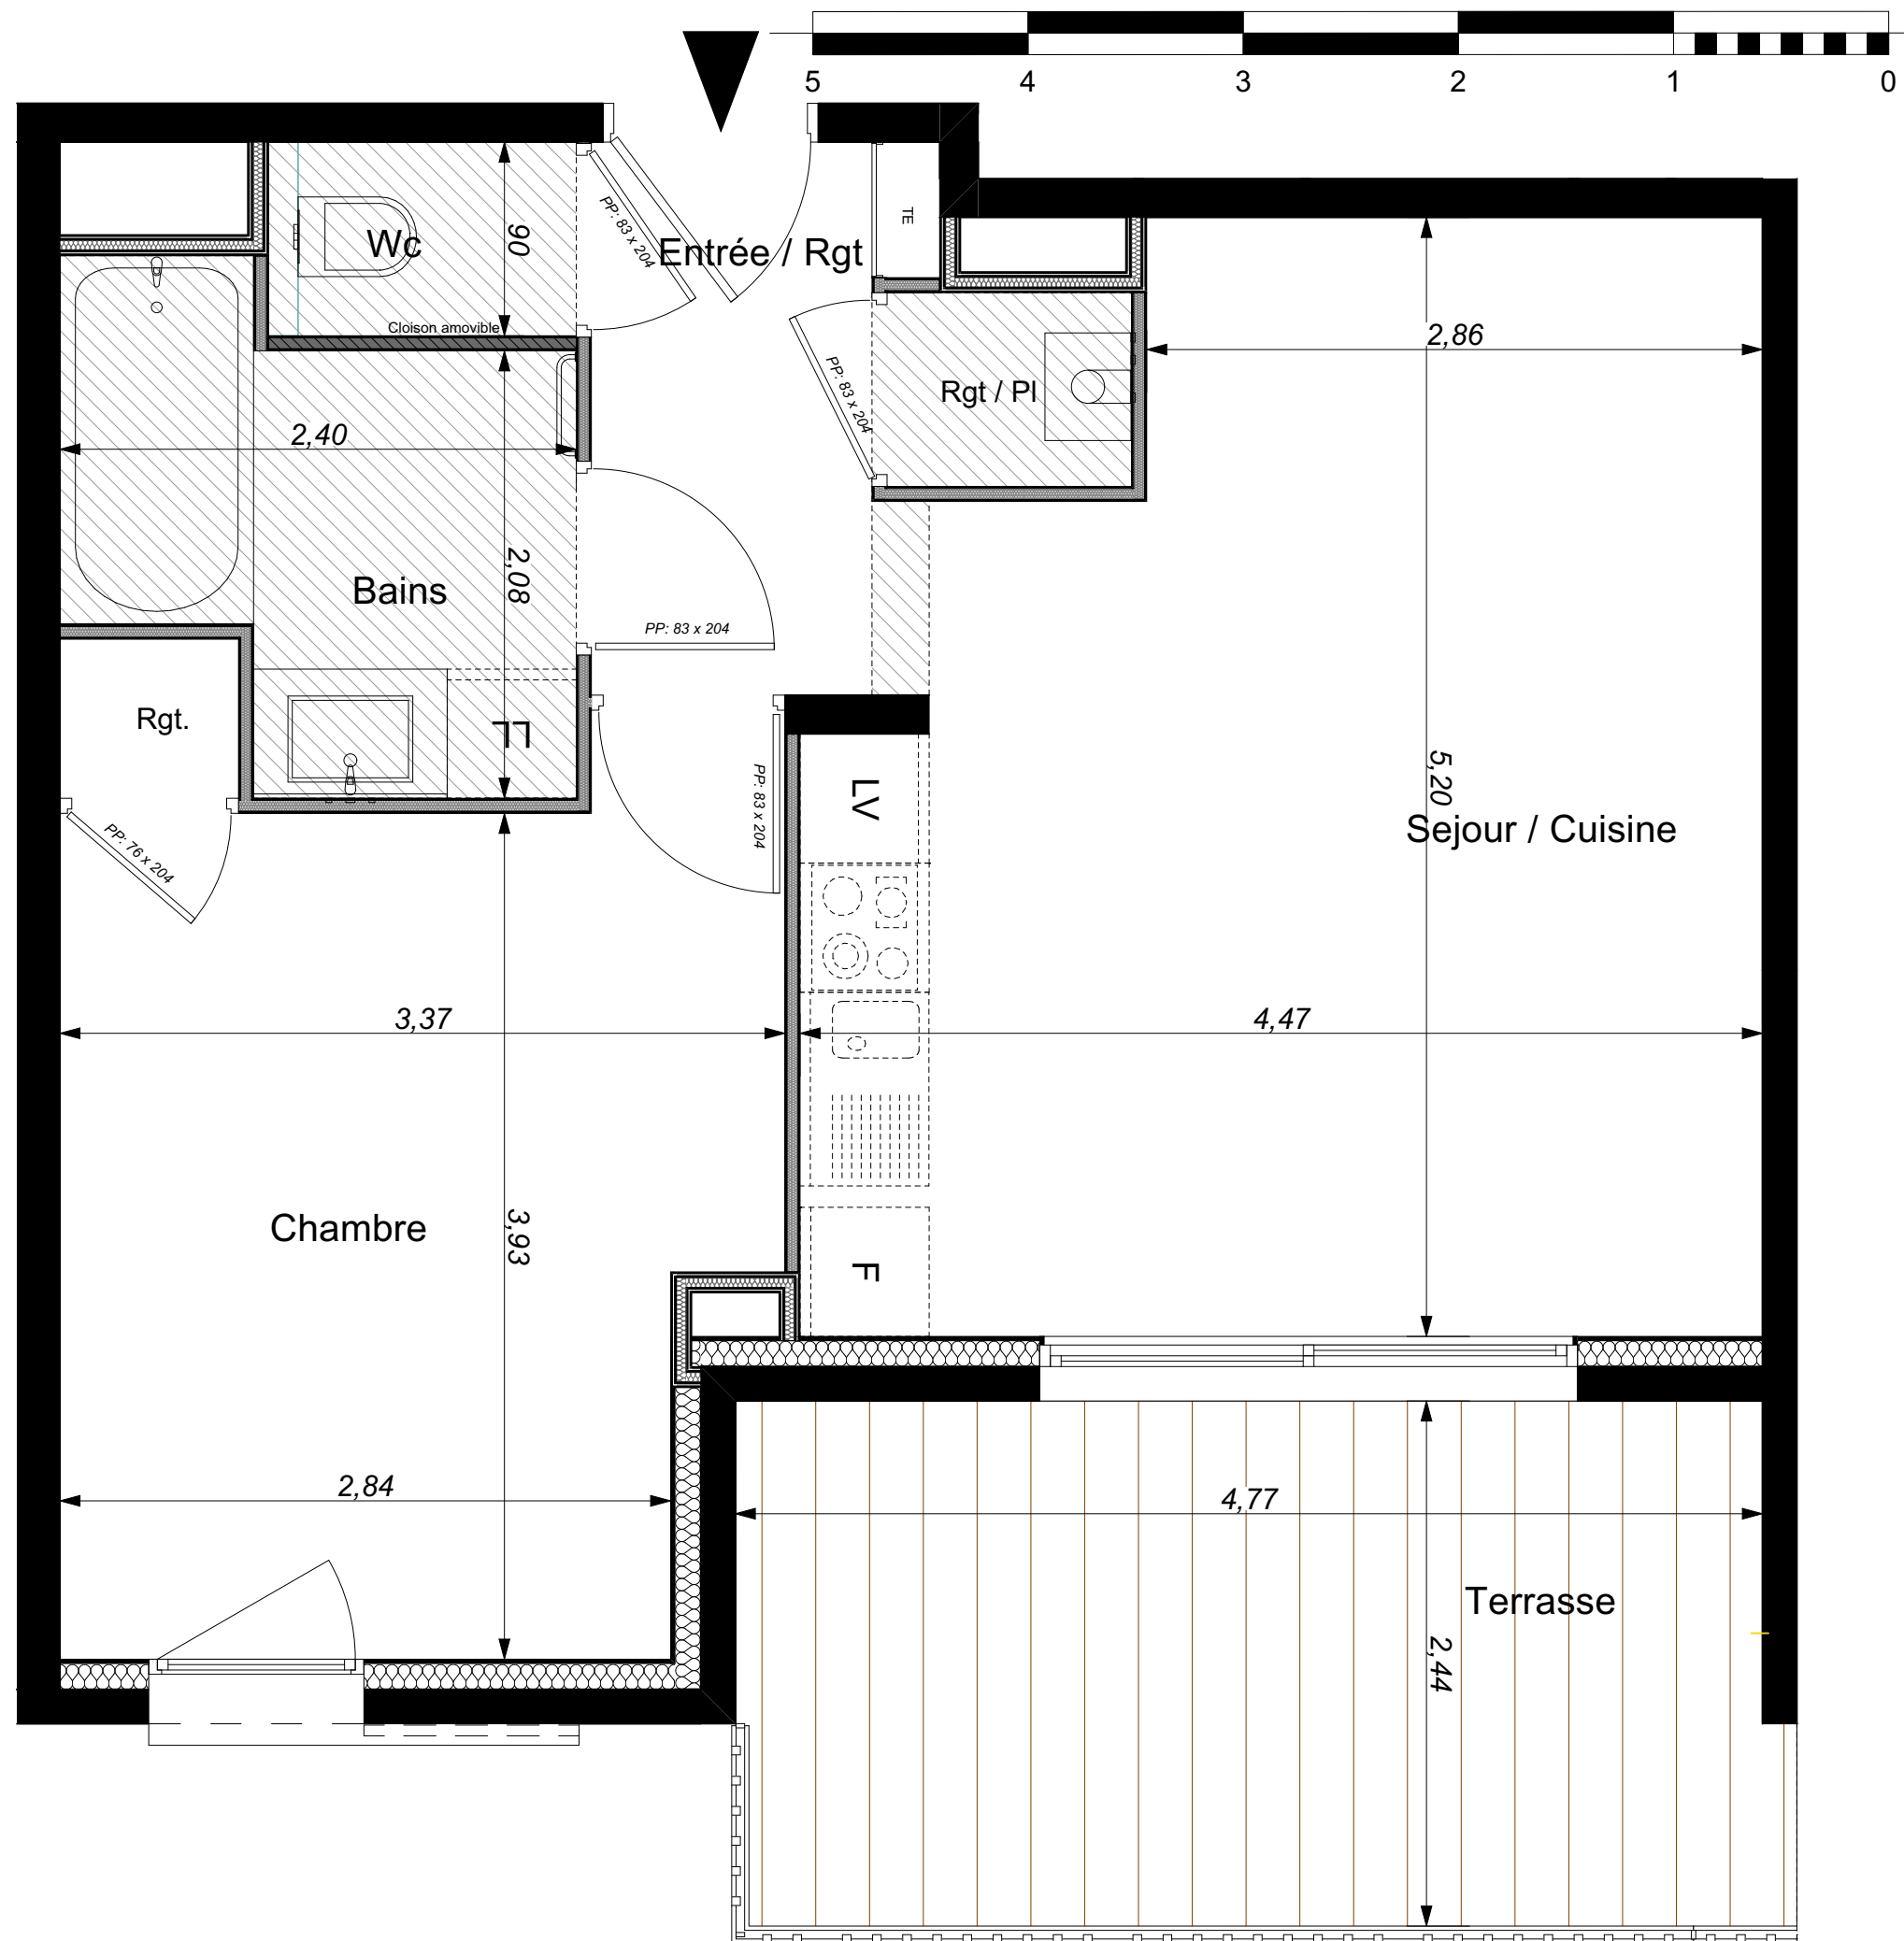 5 4 3 2 1 0
TE
PP: 83 x 204
90
Wc
Entrée / Rgt
Cloison amovible
2,86
PP: 83 x 204
Rgt / Pl
2,40
2,08
Bains
PP: 83 x 204
Rgt.
LL
PP: 83 x 204
LV
5,20
PP: 76 x 204
Sejour / Cuisine
3,37
4,47
Chambre
3,93
F
2,84
4,77
Terrasse
2,44